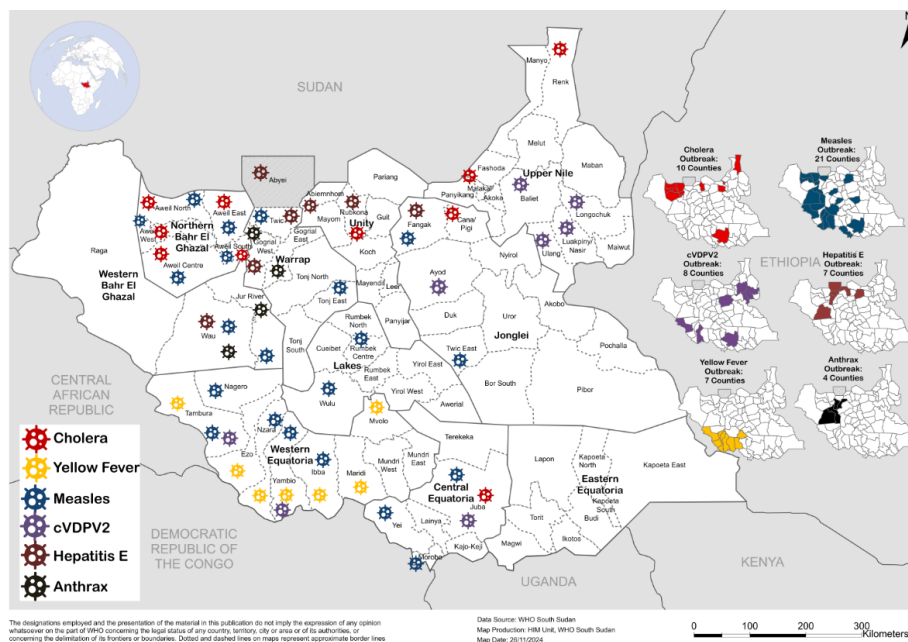 SUDAN
Manyo
Renk
Melut
Maban
Fashoda
Malakal
Panyikang
Akoka
Baliet
Upper Nile
Longochuk
Luakpiny/
Nasir
Ulang
Maiwut
Cholera
Outbreak:
10 Counties
Measles
Outbreak:
21 Counties
cVDPV2
Outbreak:
8 Counties
ETHIOPIA
Hepatitis E
Outbreak:
7 Counties
Yellow Fever
Outbreak:
7 Counties
Anthrax
Outbreak:
4 Counties
Abyei
Abiemnhom
Pariang
Rubkona
Mayom
Unity
Guit
Koch
Mayendit
Leer
Panyijiar
Fangak
Canal/
Pigi
Nyirol
Ayod
Duk
Uror
Akobo
Jonglei
Pochalla
Twic East
Bor South
Pibor
Aweil North
Aweil East
Northern
Bahr El
Ghazal
Aweil
West
Aweil South
Aweil Centre
Twic
Gogrial
West
Gogrial
East
Warrap
Tonj North
Tonj East
Tonj
South
Raga
Western
Bahr El
Ghazal
Jur River
Wau
Rumbek
North
Cueibet
Rumbek
Centre
Lakes
Rumbek
East
Wulu
Yirol East
Yirol West
Awerial
CENTRAL
AFRICAN
REPUBLIC
Nagero
Tambura
Nzara
Ezo
Western
Equatoria
Yambio
Ibba
Maridi
Mvolo
Mundri
West
Mundri
East
Terekeka
Central
Equatoria
Juba
Yei
Lainya
Morobo
Kajo-Keji
Lapon
Kapoeta
North
Kapoeta East
Eastern
Equatoria
Kapoeta
South
Torit
Budi
Magwi
Ikotos
DEMOCRATIC
REPUBLIC OF
THE CONGO
UGANDA
KENYA
Cholera
Yellow Fever
Measles
cVDPV2
Hepatitis E
Anthrax
The designations employed and the presentation of the material in this publication do not imply the expression of any opinion
whatsoever on the part of WHO concerning the legal status of any country, territory, city or area or of its authorities, or
concerning the delimitation of its frontiers or boundaries. Dotted and dashed lines on maps represent approximate border lines
Data Source: WHO South Sudan
Map Production: HIM Unit, WHO South Sudan
Map Date: 26/11/2024
0 100 200 300
Kilometers